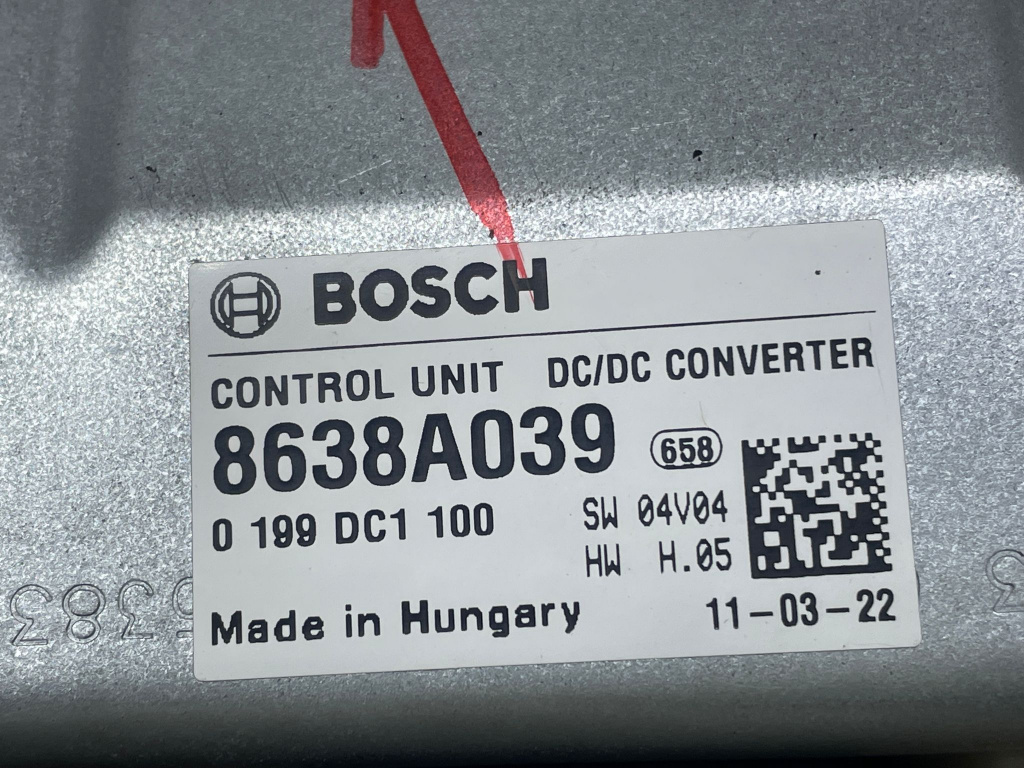 BOSCH
CONTROL UNIT DC/DC CONVERTER
8638A039 658
0 199 DC1 100 SW 04V04
HW H.05
Made in Hungary 11-03-22